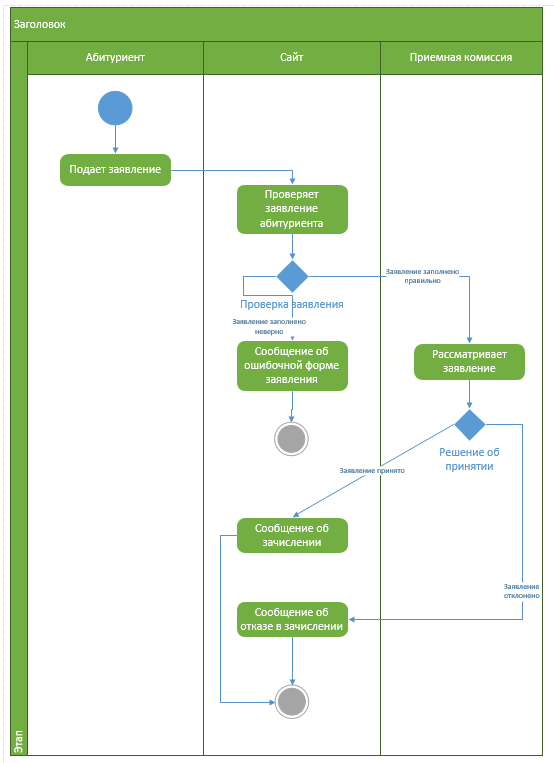 Заголовок
Абитуриент
Сайт
Приемная комиссия
Подает заявление
Проверяет
заявление
абитуриента
Заявление заполнено
правильно
Проверка заявления
Заявление заполнено
неверно
Сообщение об
ошибочной форме
заявления
Рассматривает
заявление
Решение об
принятии
Заявление принято
Сообщение об
зачислении
Заявление
отклонено
Сообщение об
отказе в зачислении
Этап